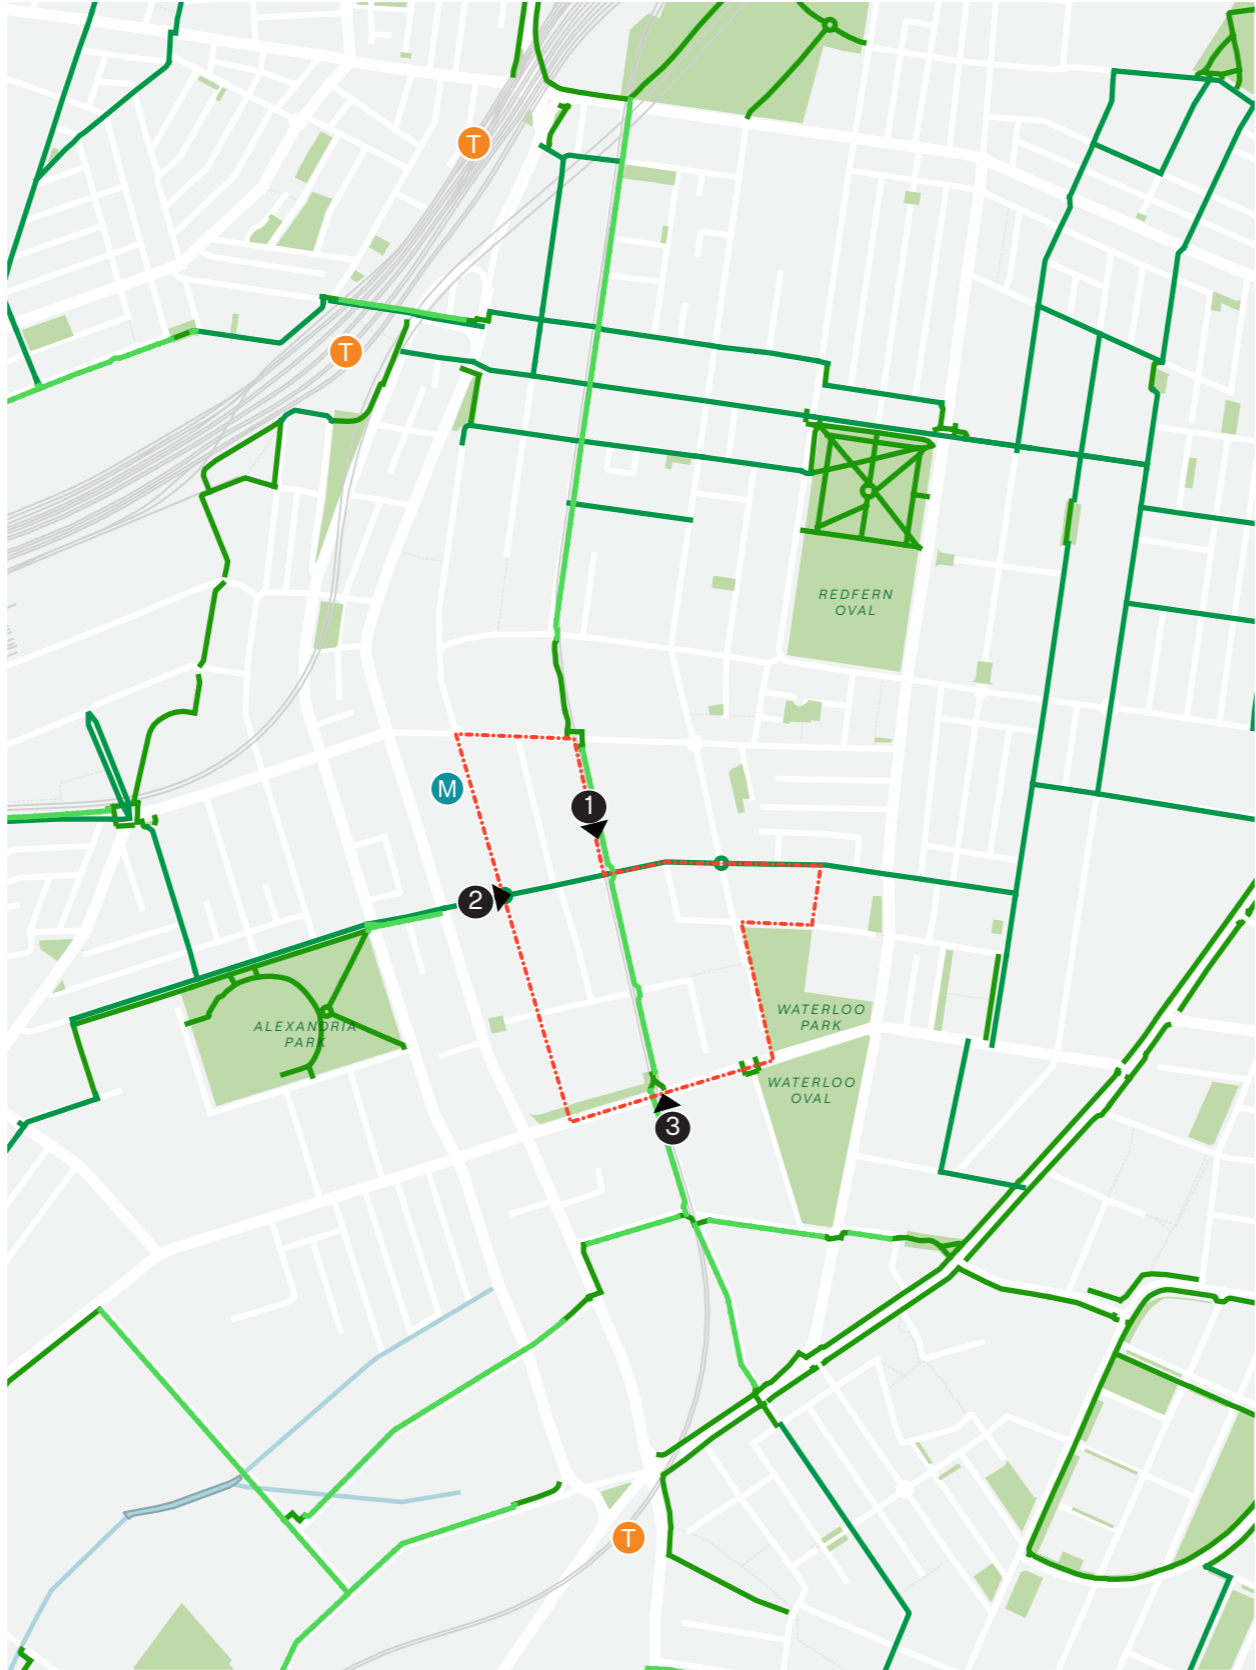 T
T
REDFERN
OVAL
M
1
2
ALEXANDRIA
PARK
WATERLOO
PARK
WATERLOO
OVAL
3
T